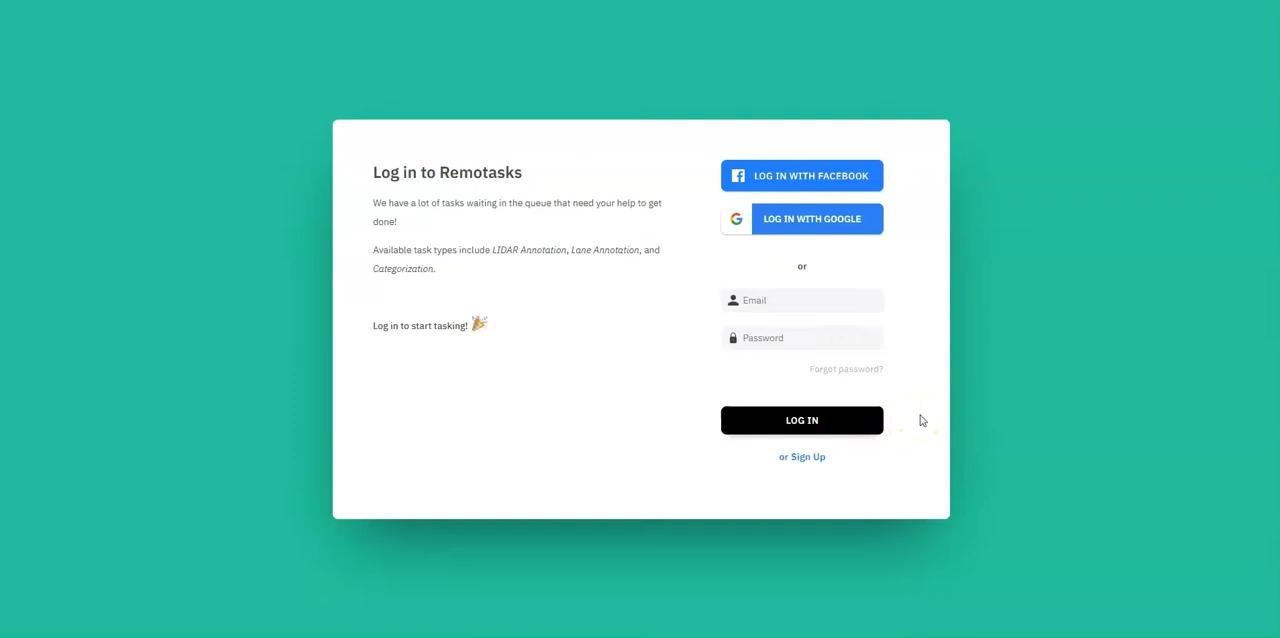 Log in to Remotasks
We have a lot of tasks waiting in the queue that need your help to get
done!
Available task types include LIDAR Annotation, Lane Annotation, and
Categorization.
Log in to start tasking! 🎉
LOG IN WITH FACEBOOK
LOG IN WITH GOOGLE
or
Email
Password
Forgot password?
LOG IN
or Sign Up